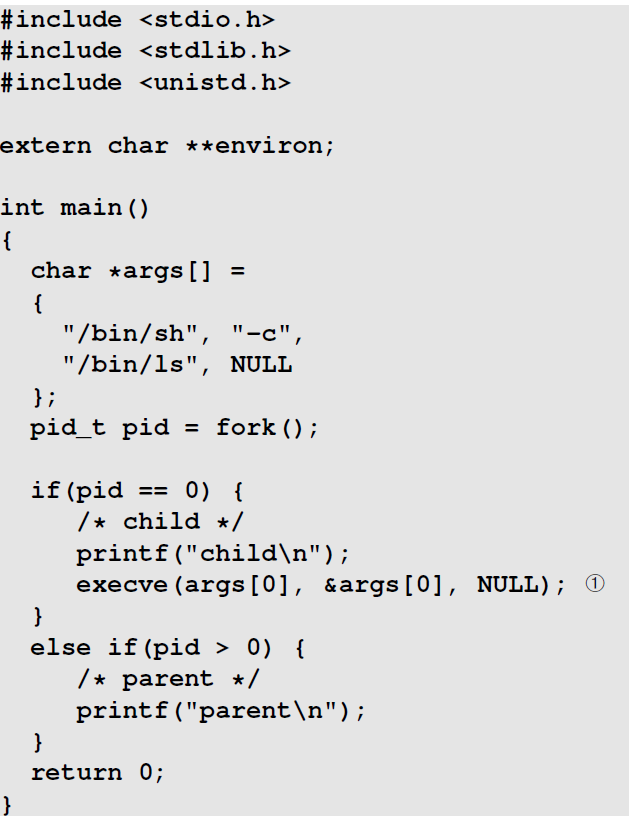 #include <stdio.h>
#include <stdlib.h>
#include <unistd.h>
extern char **environ;
int main()
{
char *args[] =
{
"/bin/sh", "-c",
"/bin/ls", NULL
};
pid_t pid = fork();
if(pid == 0) {
/* child */
printf("child\n");
execve(args[0], &args[0], NULL); ①
}
else if(pid > 0) {
/* parent */
printf("parent\n");
}
return 0;
}